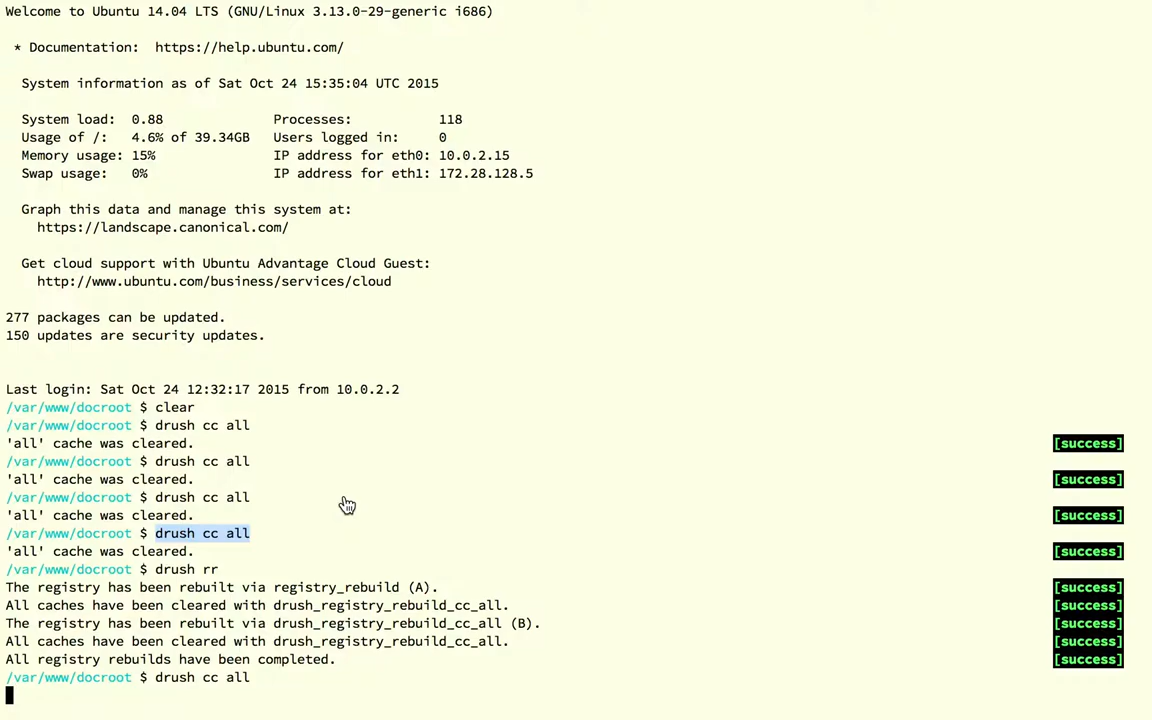 Welcome to Ubuntu 14.04 LTS (GNU/Linux 3.13.0-29-generic i686)
* Documentation:  https://help.ubuntu.com/
System information as of Sat Oct 24 15:35:04 UTC 2015
System load:  0.88              Processes:           118
Usage of /:   4.6% of 39.34GB   Users logged in:     0
Memory usage: 15%               IP address for eth0: 10.0.2.15
Swap usage:   0%                IP address for eth1: 172.28.128.5
Graph this data and manage this system at:
https://landscape.canonical.com/
Get cloud support with Ubuntu Advantage Cloud Guest:
http://www.ubuntu.com/business/services/cloud
277 packages can be updated.
150 updates are security updates.
Last login: Sat Oct 24 12:32:17 2015 from 10.0.2.2
/var/www/docroot $ clear
/var/www/docroot $ drush cc all
'all' cache was cleared. [success]
/var/www/docroot $ drush cc all
'all' cache was cleared. [success]
/var/www/docroot $ drush cc all
'all' cache was cleared. [success]
/var/www/docroot $ drush cc all
'all' cache was cleared. [success]
/var/www/docroot $ drush rr
The registry has been rebuilt via registry_rebuild (A). [success]
All caches have been cleared with drush_registry_rebuild_cc_all. [success]
The registry has been rebuilt via drush_registry_rebuild_cc_all (B). [success]
All caches have been cleared with drush_registry_rebuild_cc_all. [success]
All registry rebuilds have been completed. [success]
/var/www/docroot $ drush cc all